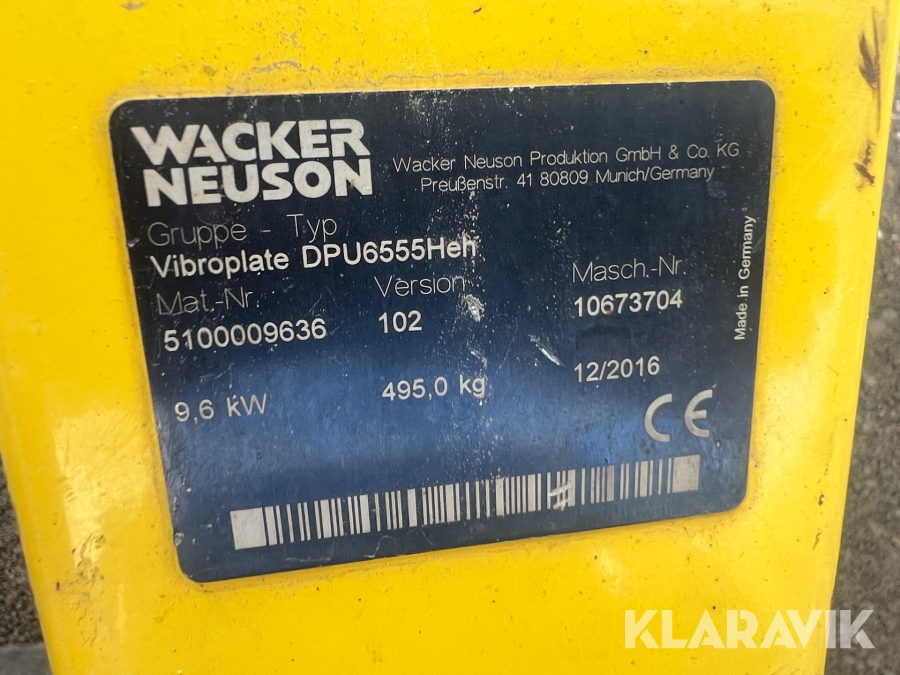 WACKER
NEUSON
Wacker Neuson Produktion GmbH & Co. KG
Preußenstr. 41 80809 Munich/Germany
Gruppe - Typ
Vibroplate DPU6555Heh
Mat.-Nr.
Version
Masch.-Nr.
5100009636
102
10673704
9,6 kW
495,0 kg
12/2016
CE
Made in Germany
KLARAVIK